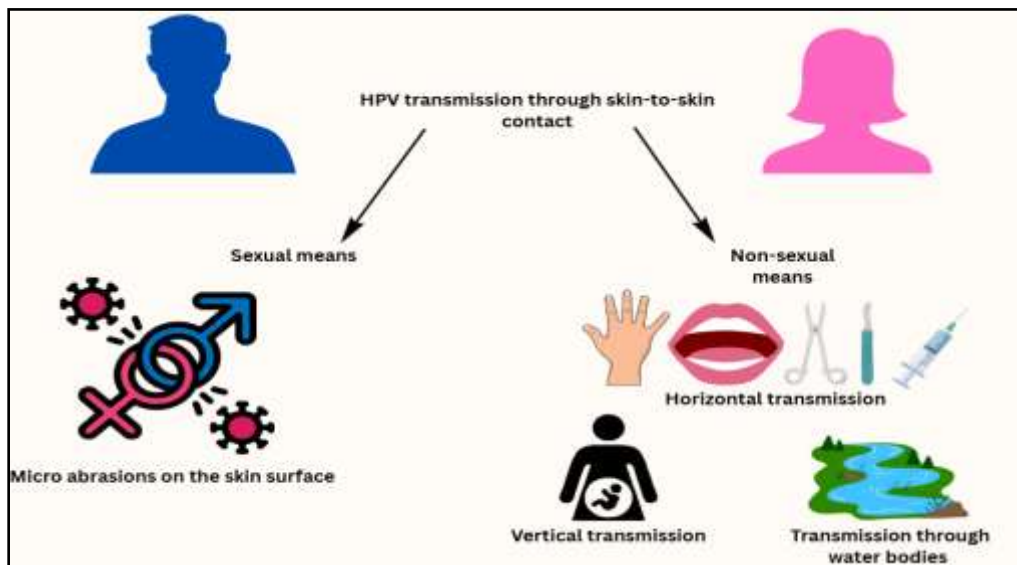 HPV transmission through skin-to-skin
contact
Sexual means
Non-sexual
means
Horizontal transmission
Micro abrasions on the skin surface
Vertical transmission
Transmission through
water bodies